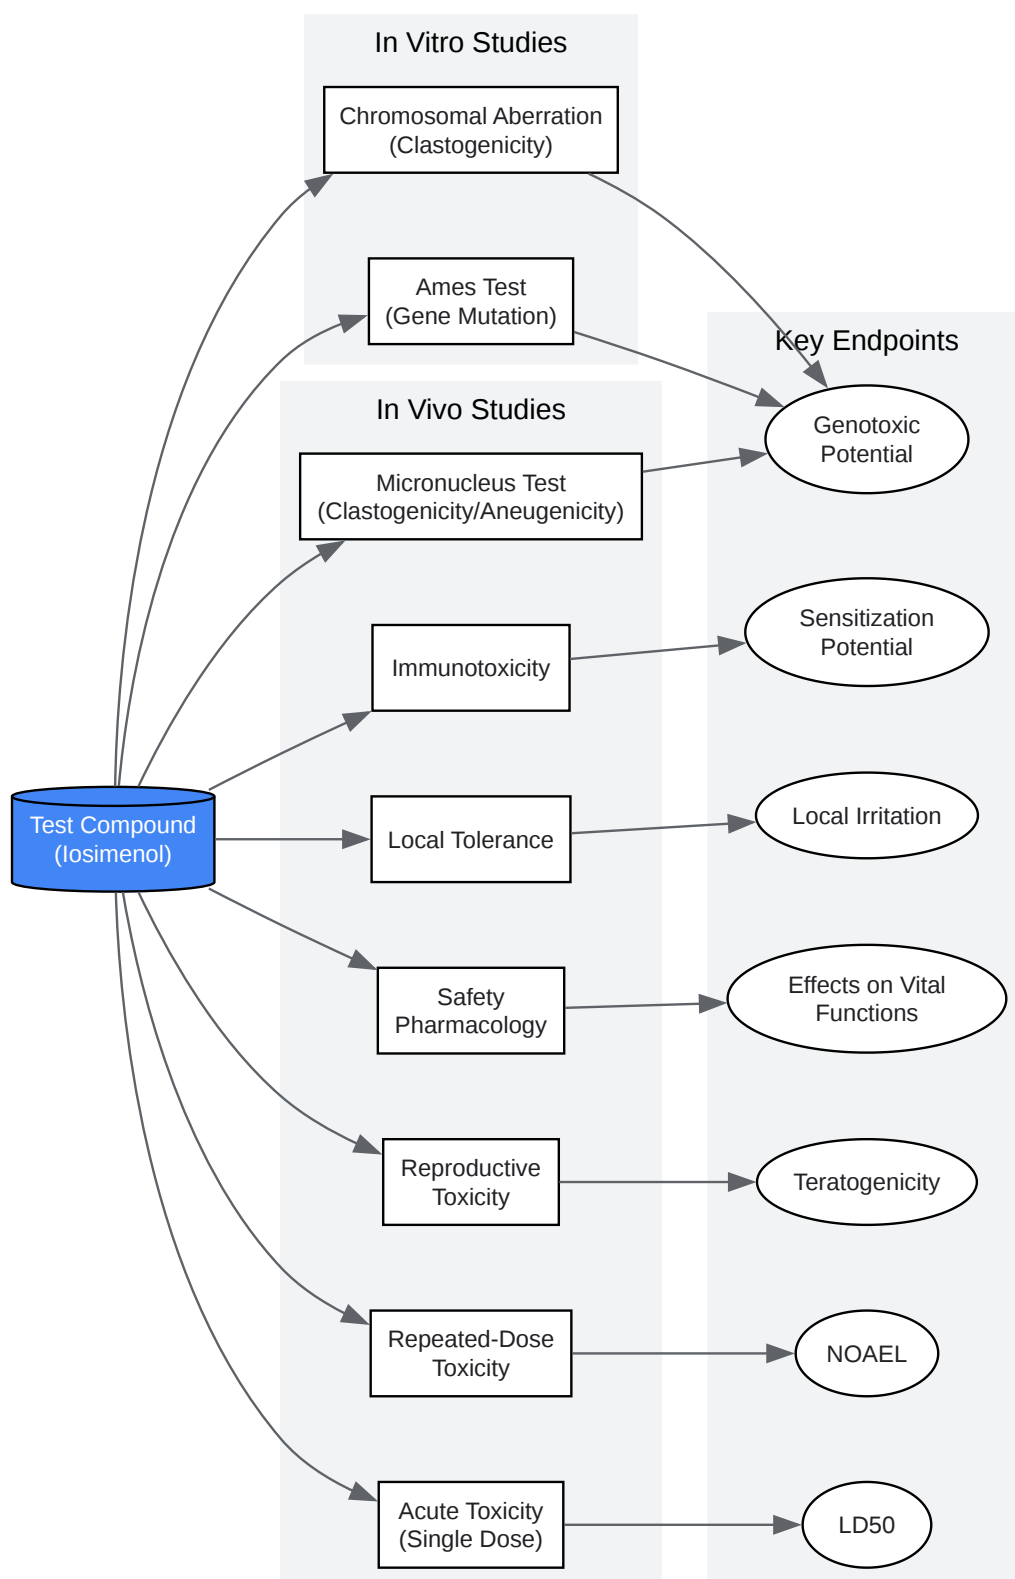 In Vitro Studies
Chromosomal Aberration
(Clastogenicity)
Ames Test
(Gene Mutation)
Key Endpoints
In Vivo Studies
Genotoxic
Potential
Micronucleus Test
(Clastogenicity/Aneugenicity)
Sensitization
Potential
Immunotoxicity
Test Compound
(Iosimenol)
Local Tolerance
Local Irritation
Safety
Pharmacology
Effects on Vital
Functions
Reproductive
Toxicity
Teratogenicity
Repeated-Dose
Toxicity
NOAEL
Acute Toxicity
(Single Dose)
LD50